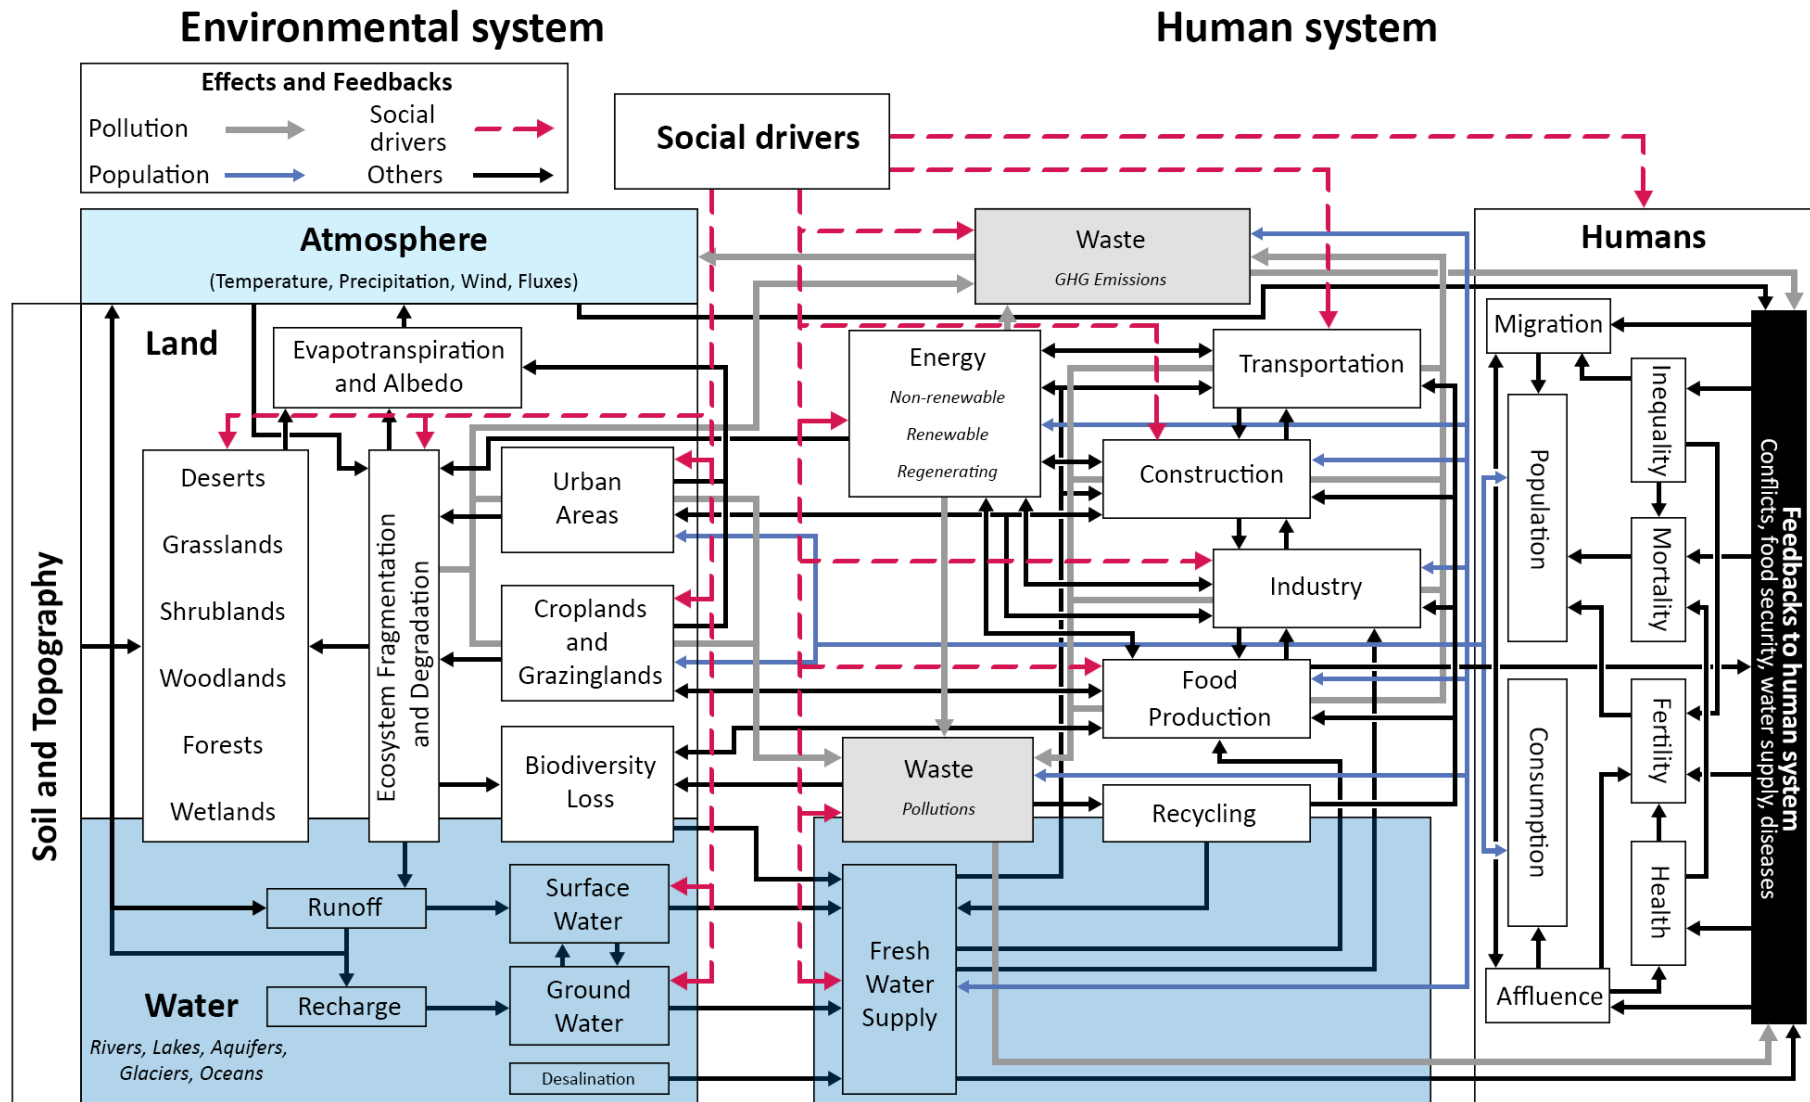 Environmental system
Human system
Effects and Feedbacks
Pollution
Social
drivers
Population
Others
Social drivers
Atmosphere
(Temperature, Precipitation, Wind, Fluxes)
Waste
GHG Emissions
Humans
Land
Evapotranspiration
and Albedo
Energy
Non-renewable
Renewable
Regenerating
Transportation
Migration
Inequality
Deserts
Grasslands
Shrublands
Woodlands
Forests
Wetlands
Ecosystem Fragmentation
and Degradation
Urban
Areas
Construction
Population
Mortality
Industry
Croplands
and
Grazinglands
Food
Production
Soil and Topography
Biodiversity
Loss
Waste
Pollutions
Recycling
Consumption
Fertility
Health
Feedbacks to human system
Conflicts, food security, water supply, diseases
Runoff
Surface
Water
Fresh
Water
Supply
Water
Recharge
Ground
Water
Affluence
Rivers, Lakes, Aquifers,
Glaciers, Oceans
Desalination